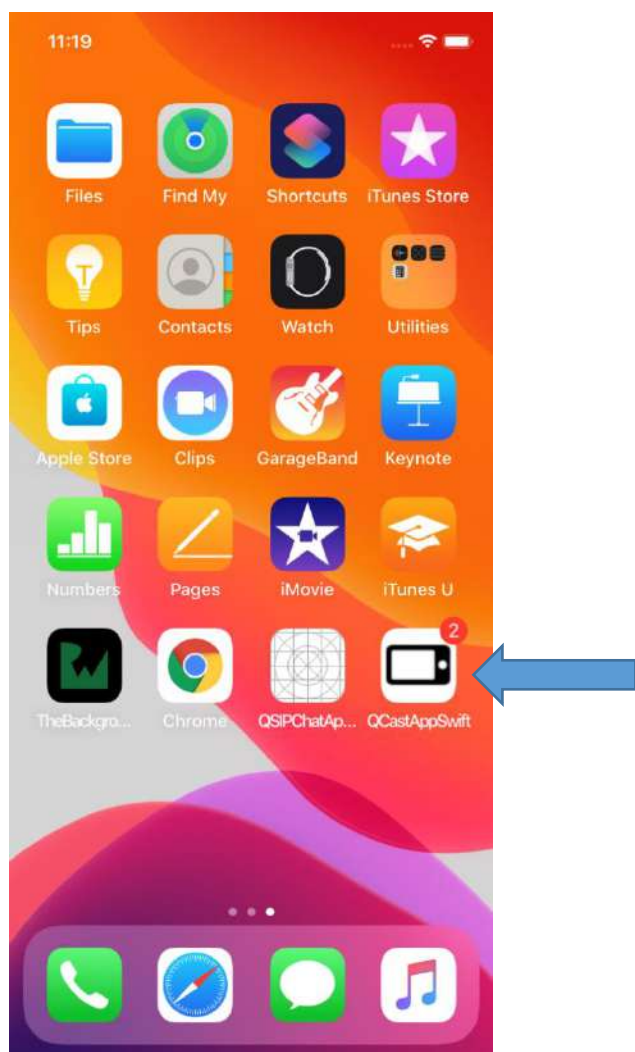 11:19
Files Find My Shortcuts iTunes Store
Tips Contacts Watch Utilities
Apple Store Clips GarageBand Keynote
Numbers Pages iMovie iTunes U
2
TheBackgro... Chrome QSIPChatAp... QCastAppSwift